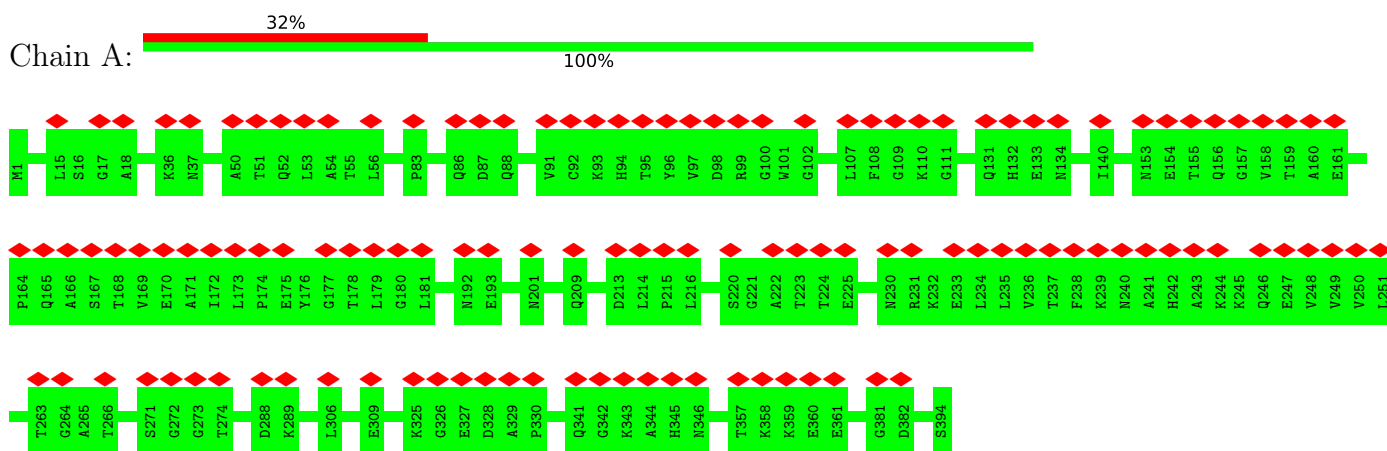 32%
Chain A:
100%
M1 L15 S16 G17 A18 K36 N37 A50 T51 Q52 L53 A54 T55 L56 P83 Q86 D87 Q88 V91 C92 K93 H94 T95 Y96 V97 D98 R99 G100 W101 G102 L107 F108 G109 K110 G111 Q131 H132 E133 N134 I140 N153 E154 T155 Q156 G157 V158 T159 A160 E161
P164 Q165 A166 S167 T168 V169 E170 A171 I172 L173 P174 E175 Y176 G177 T178 L179 G180 L181 N192 E193 N201 Q209 D213 L214 P215 L216 S220 G221 A222 T223 T224 E225 N230 R231 K232 E233 L234 L235 V236 T237 F238 K239 N240 A241 H242 A243 K244 K245 Q246 E247 V248 V249 V250 L251
T263 G264 A265 T266 S271 G272 G273 T274 D288 K289 L306 E309 K325 G326 E327 D328 A329 P330 Q341 G342 K343 A344 H345 N346 T357 K358 K359 E360 E361 G381 D382 S394